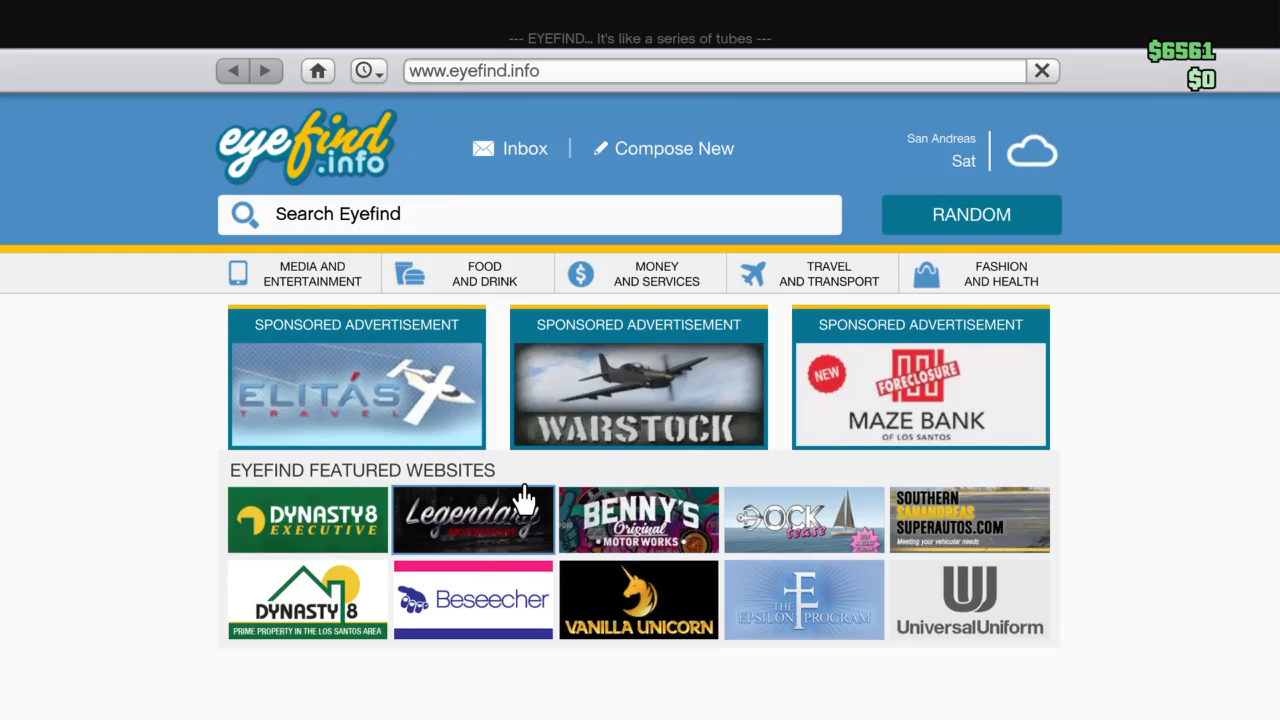 --- EYEFIND... It's like a series of tubes ---
$6561
$0
www.eyefind.info
eyefind
.info
Inbox
Compose New
San Andreas
Sat
Search Eyefind
RANDOM
MEDIA AND
ENTERTAINMENT
FOOD
AND DRINK
MONEY
AND SERVICES
TRAVEL
AND TRANSPORT
FASHION
AND HEALTH
SPONSORED ADVERTISEMENT
ELITÁS
TRAVEL
SPONSORED ADVERTISEMENT
WARSTOCK
SPONSORED ADVERTISEMENT
NEW
FORECLOSURE
MAZE BANK
OF LOS SANTOS
EYEFIND FEATURED WEBSITES
DYNASTY8
EXECUTIVE
Legendary
MOTORSPORT
BENNY'S
Original
MOTORWORKS
DOCK
tease
SOUTHERN
SANANDREAS
SUPERAUTOS.COM
Meeting your vehicular needs
DYNASTY 8
PRIME PROPERTY IN THE LOS SANTOS AREA
Beseecher
VANILLA UNICORN
THE
EPSILON PROGRAM
UniversalUniform